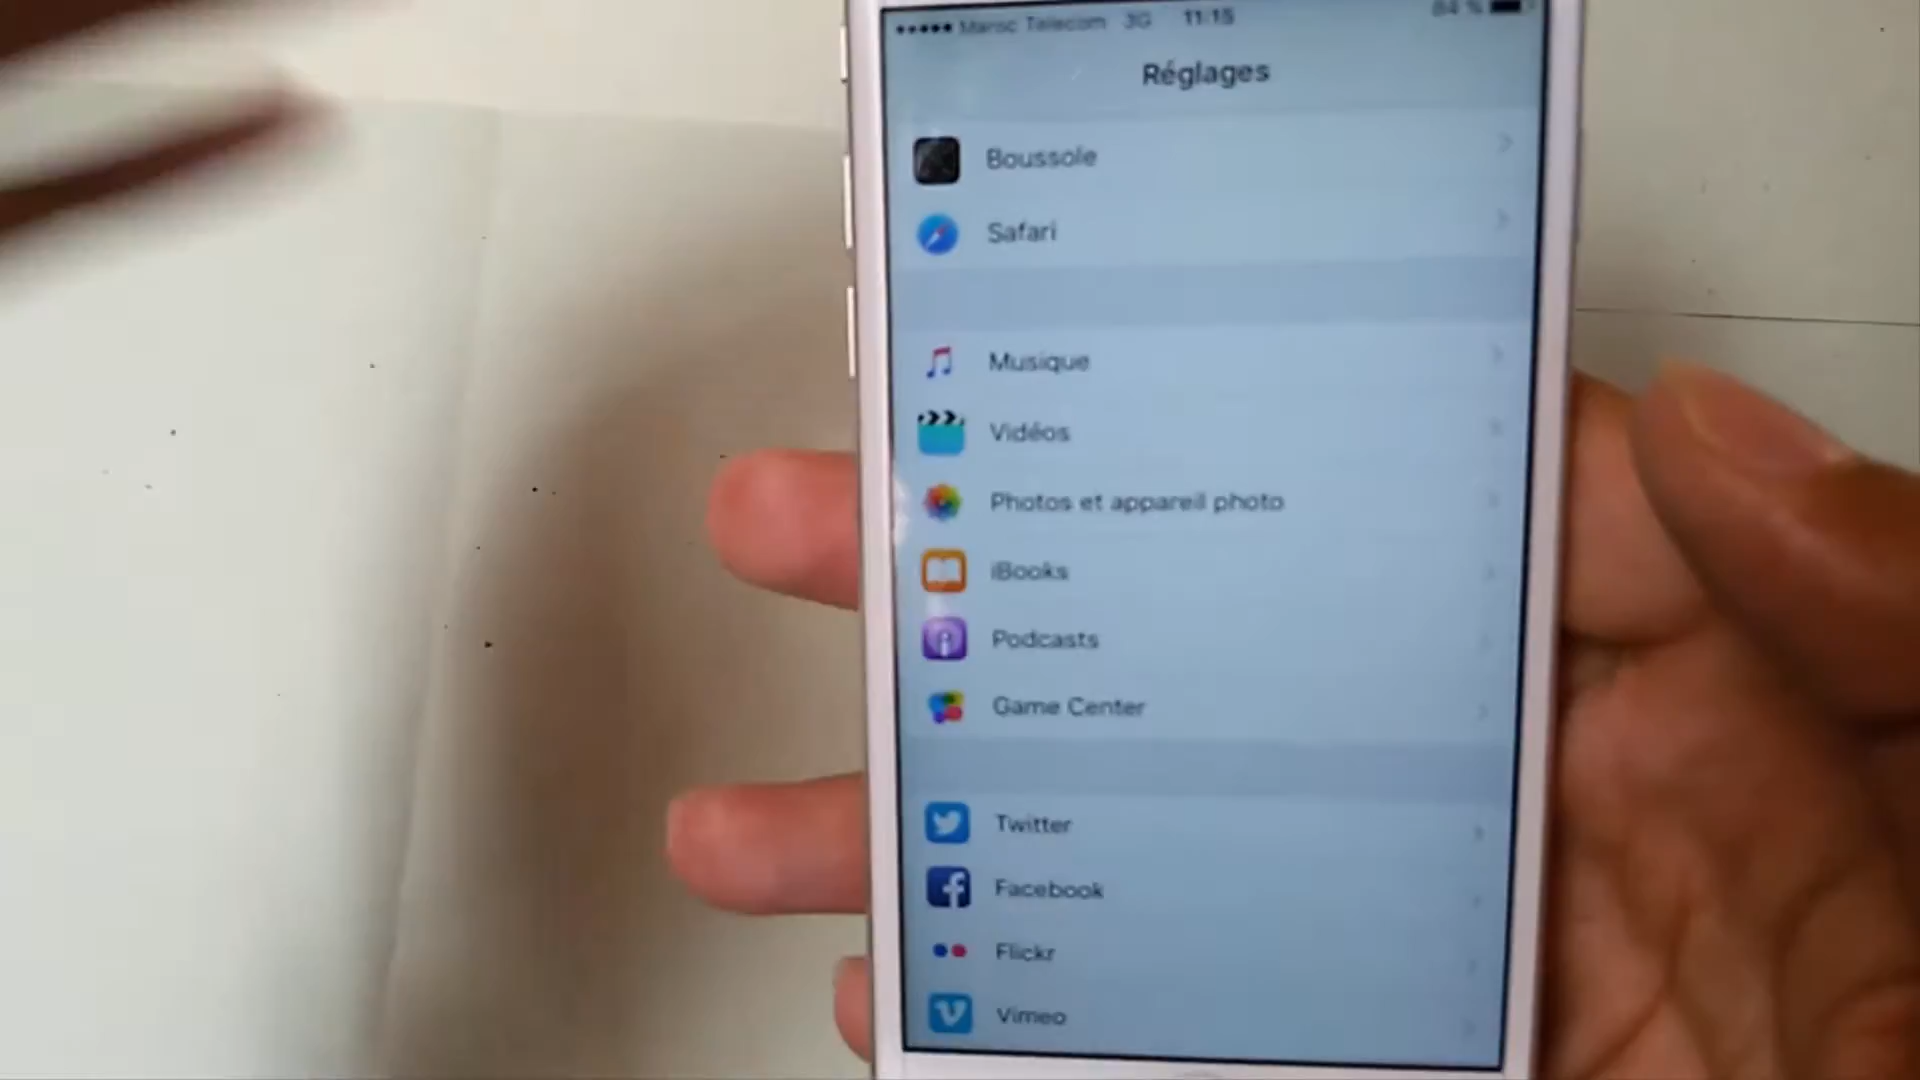 Maroc Telecom 3G 11:15 84 %
Réglages
Boussole
Safari
Musique
Vidéos
Photos et appareil photo
iBooks
Podcasts
Game Center
Twitter
Facebook
Flickr
Vimeo